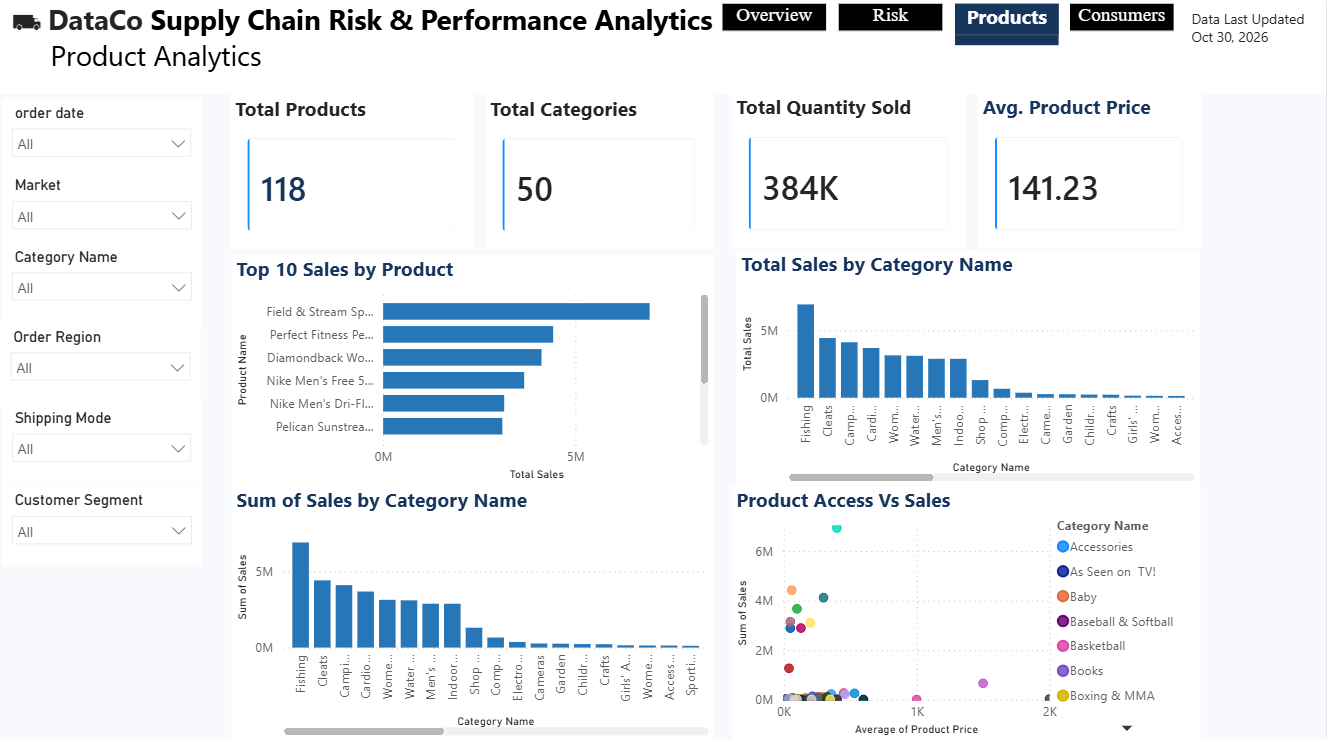 DataCo Supply Chain Risk & Performance Analytics
Product Analytics
Overview
Risk
Products
Consumers
Data Last Updated
Oct 30, 2026
order date
All
Market
All
Category Name
All
Order Region
All
Shipping Mode
All
Customer Segment
All
Total Products
118
Total Categories
50
Total Quantity Sold
384K
Avg. Product Price
141.23
Top 10 Sales by Product
Product Name
Field & Stream Sp...
Perfect Fitness Pe...
Diamondback Wo...
Nike Men's Free 5...
Nike Men's Dri-Fl...
Pelican Sunstrea...
0M
5M
Total Sales
Total Sales by Category Name
Total Sales
5M
0M
Fishing
Cleats
Camp...
Cardi...
Wom...
Water...
Men's...
Indoo...
Shop ...
Comp...
Electr...
Came...
Garden
Childr...
Crafts
Girls' ...
Wom...
Acces...
Category Name
Sum of Sales by Category Name
Sum of Sales
5M
0M
Fishing
Cleats
Campi...
Cardio...
Wome...
Water ...
Men's ...
Indoor...
Shop ...
Comp...
Electro...
Cameras
Garden
Childr...
Crafts
Girls' A...
Wome...
Access...
Sporti...
Category Name
Product Access Vs Sales
Sum of Sales
6M
4M
2M
0M
0K
1K
2K
Average of Product Price
Category Name
Accessories
As Seen on  TV!
Baby
Baseball & Softball
Basketball
Books
Boxing & MMA